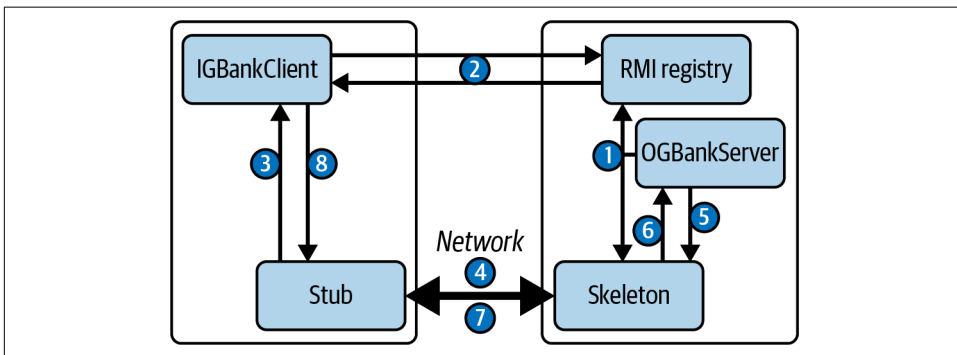 IGBankClient
2
RMI registry
3
8
1
OGBankServer
6
5
Network
4
7
Stub
Skeleton